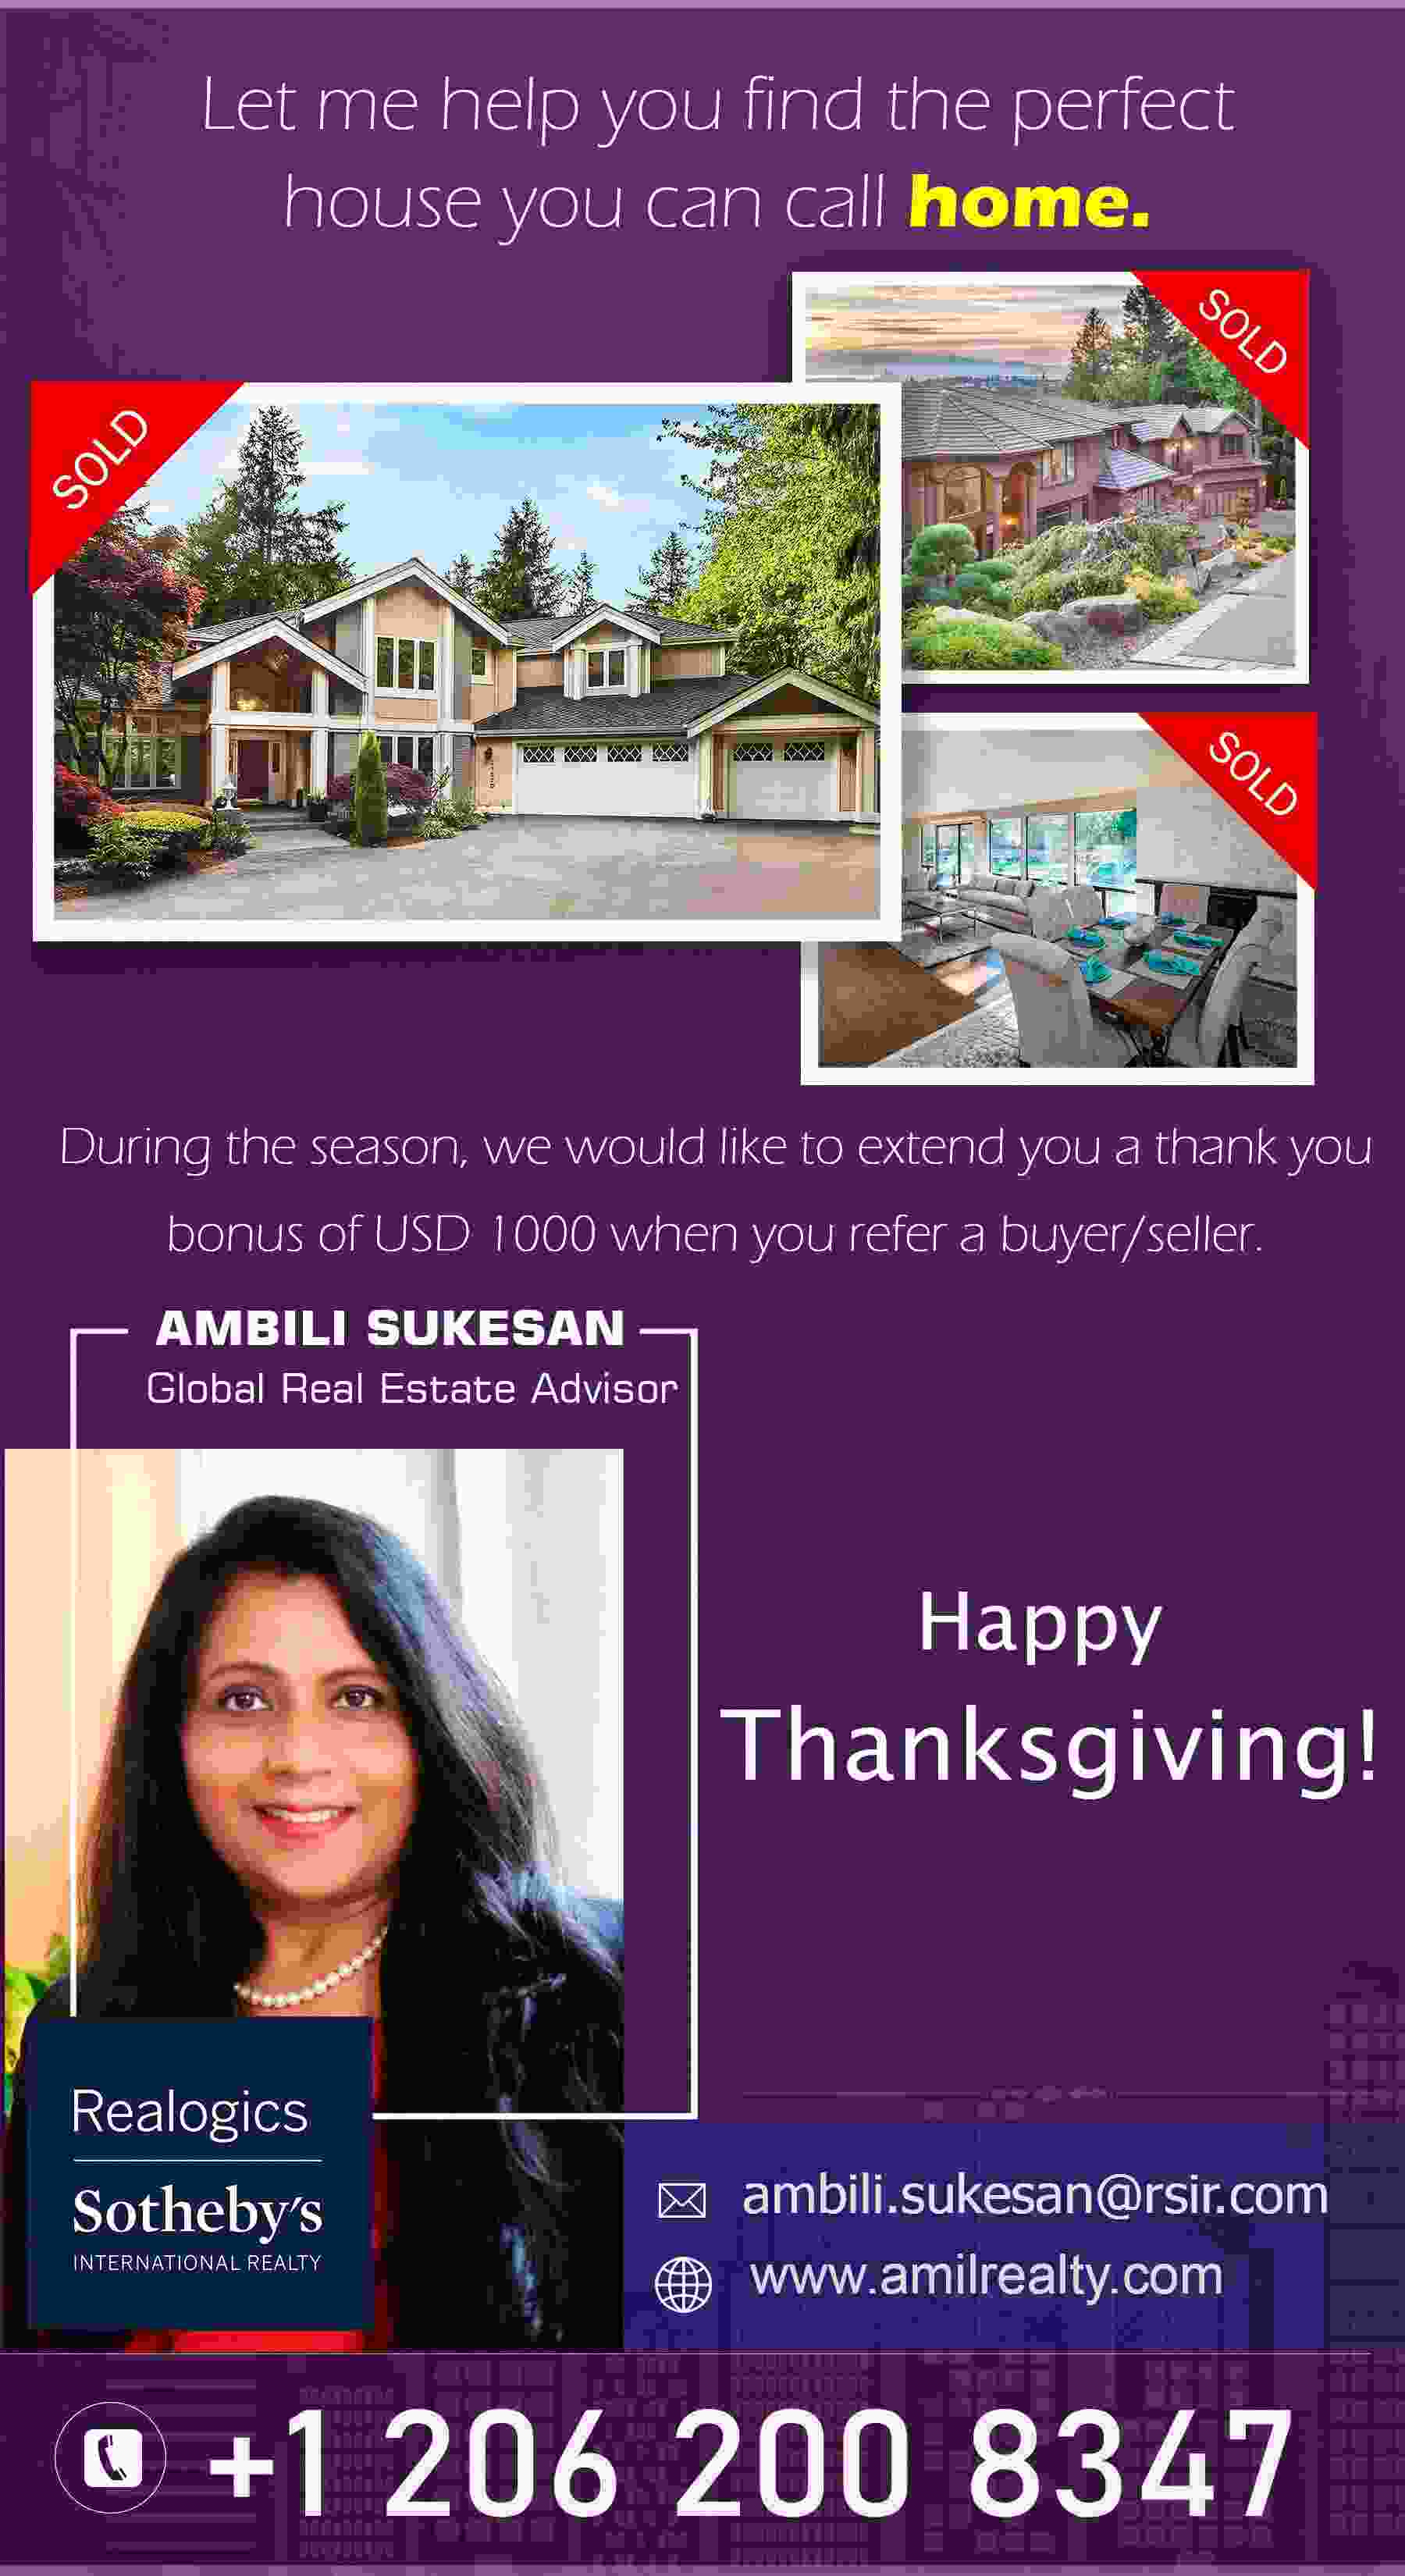 Let me help you find the perfect
house you can call home.
SOLD
SOLD
SOLD
During the season, we would like to extend you a thank you
bonus of USD 1000 when you refer a buyer/seller.
AMBILI SUKESAN
Global Real Estate Advisor
Happy
Thanksgiving!
Realogics
Sotheby's
INTERNATIONAL REALTY
ambili.sukesan@rsir.com
www.amilrealty.com
+1 206 200 8347